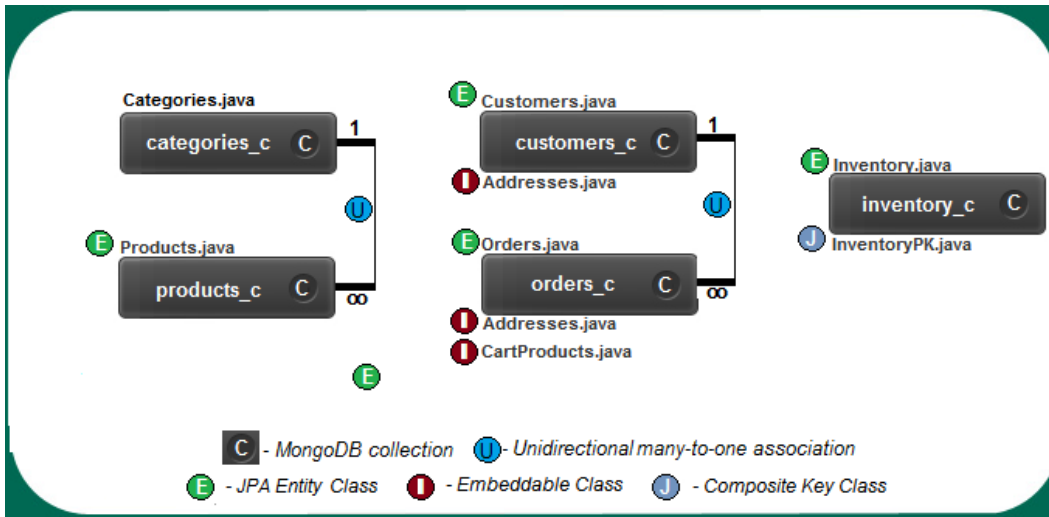 Categories.java
categories_c C
1
U
E Products.java
products_c C
∞
E Customers.java
customers_c C
1
I Addresses.java
U
E Orders.java
orders_c C
∞
I Addresses.java
I CartProducts.java
E Inventory.java
inventory_c C
J InventoryPK.java
E
C - MongoDB collection U - Unidirectional many-to-one association
E - JPA Entity Class I - Embeddable Class J - Composite Key Class